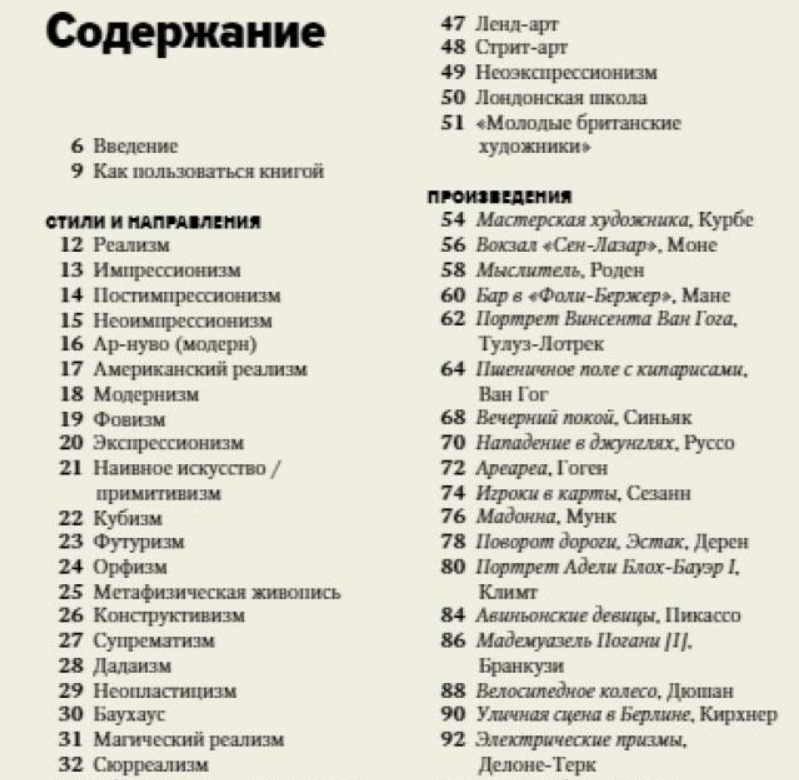 Содержание
6 Введение
9 Как пользоваться книгой
СТИЛИ И НАПРАВЛЕНИЯ
12 Реализм
13 Импрессионизм
14 Постимпрессионизм
15 Неоимпрессионизм
16 Ар-нуво (модерн)
17 Американский реализм
18 Модернизм
19 Фовизм
20 Экспрессионизм
21 Наивное искусство /
примитивизм
22 Кубизм
23 Футуризм
24 Орфизм
25 Метафизическая живопись
26 Конструктивизм
27 Супрематизм
28 Дадаизм
29 Неопластицизм
30 Баухаус
31 Магический реализм
32 Сюрреализм
47 Ленд-арт
48 Стрит-арт
49 Неоэкспрессионизм
50 Лондонская школа
51 «Молодые британские
художники»
ПРОИЗВЕДЕНИЯ
54 Мастерская художника, Курбе
56 Вокзал «Сен-Лазар», Моне
58 Мыслитель, Роден
60 Бар в «Фоли-Бержер», Мане
62 Портрет Винсента Ван Гога,
Тулуз-Лотрек
64 Пшеничное поле с кипарисами,
Ван Гог
68 Вечерний покой, Синьяк
70 Нападение в джунглях, Руссо
72 Ареареа, Гоген
74 Игроки в карты, Сезанн
76 Мадонна, Мунк
78 Поворот дороги, Эстак, Дерен
80 Портрет Адели Блох-Бауэр I,
Климт
84 Авиньонские девицы, Пикассо
86 Мадемуазель Погани [I],
Бранкузи
88 Велосипедное колесо, Дюшан
90 Уличная сцена в Берлине, Кирхнер
92 Электрические призмы,
Делоне-Терк